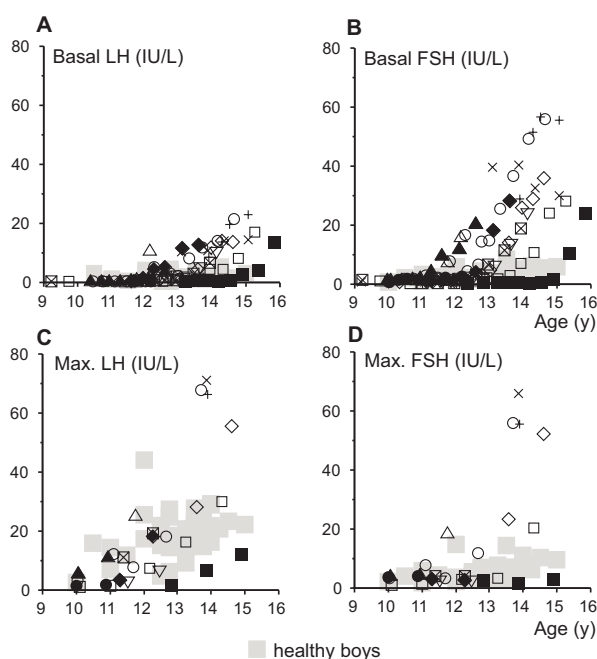 A
B
Basal LH (IU/L)
Basal FSH (IU/L)
80
60
40
20
0
9 10 11 12 13 14 15 16
80
60
40
20
0
9 10 11 12 13 14 15 16
Age (y)
C
D
Max. LH (IU/L)
Max. FSH (IU/L)
80
60
40
20
0
9 10 11 12 13 14 15 16
80
60
40
20
0
9 10 11 12 13 14 15 16
Age (y)
healthy boys